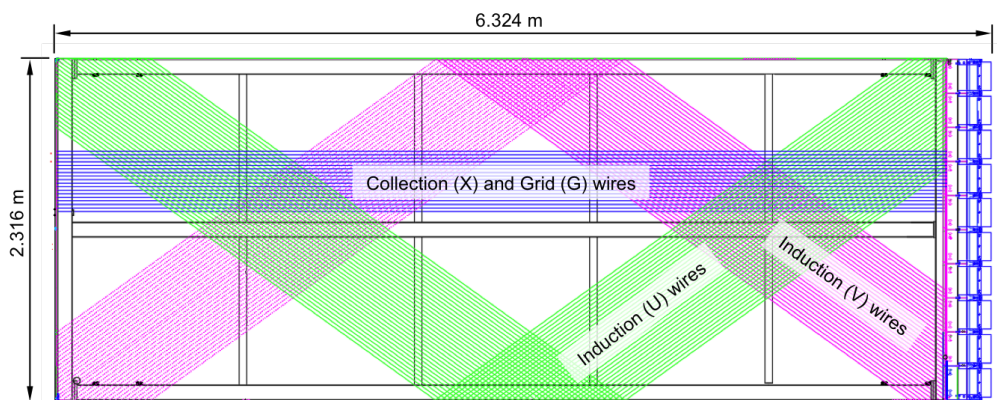 6.324 m
2.316 m
Collection (X) and Grid (G) wires
Induction (U) wires
Induction (V) wires